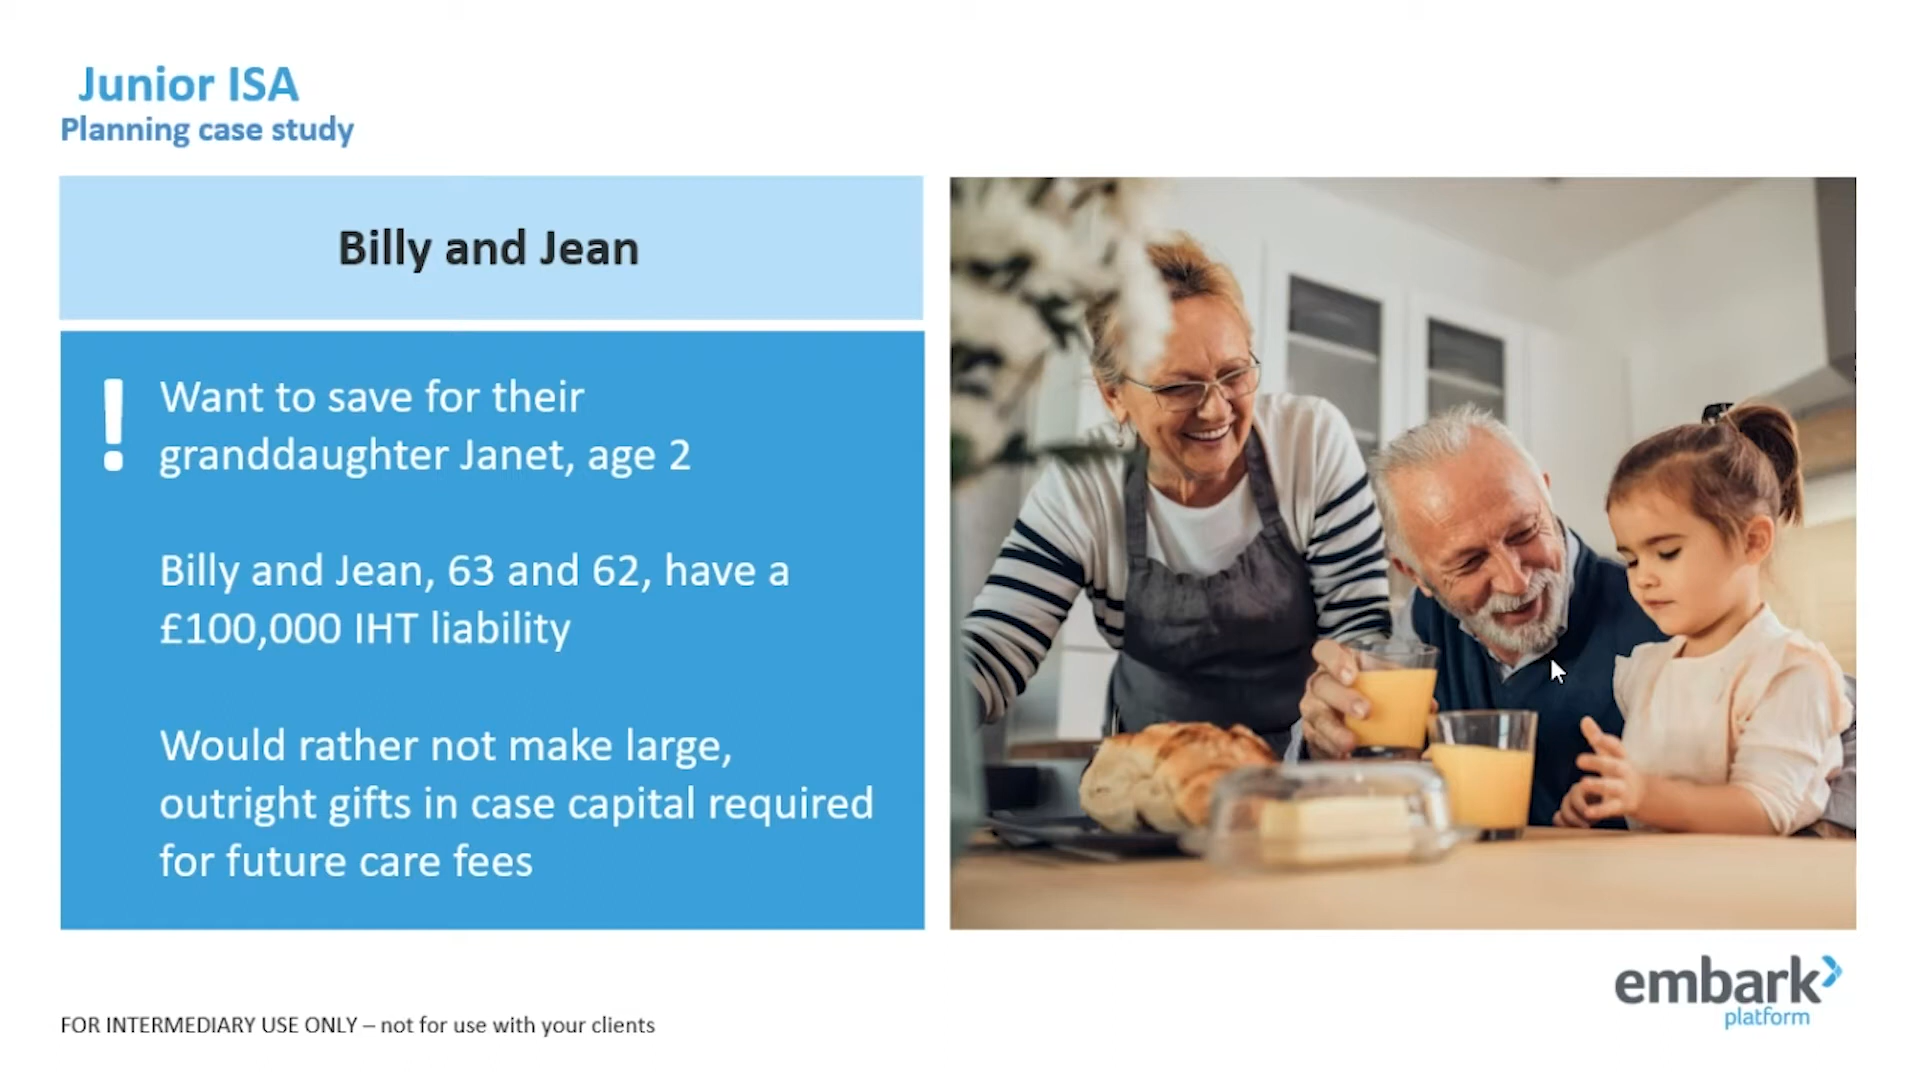 Junior ISA
Planning case study
Billy and Jean
! Want to save for their
granddaughter Janet, age 2
Billy and Jean, 63 and 62, have a
£100,000 IHT liability
Would rather not make large,
outright gifts in case capital required
for future care fees
embark
platform
FOR INTERMEDIARY USE ONLY – not for use with your clients